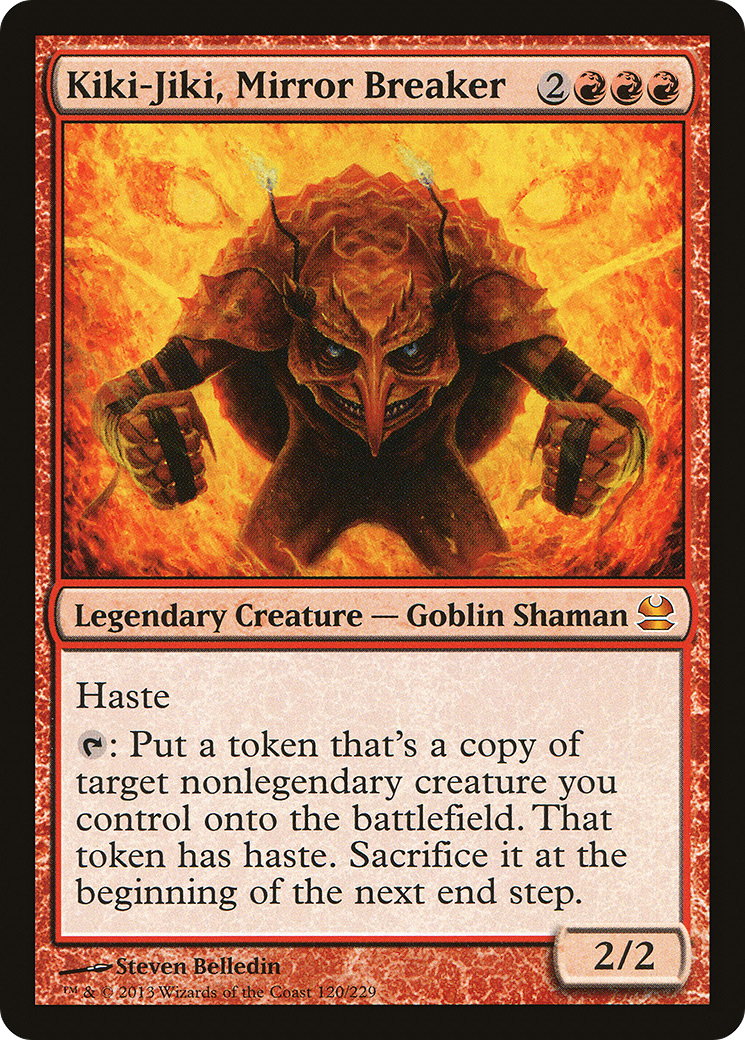 Kiki-Jiki, Mirror Breaker 2
Legendary Creature — Goblin Shaman
Haste
: Put a token that's a copy of
target nonlegendary creature you
control onto the battlefield. That
token has haste. Sacrifice it at the
beginning of the next end step.
2/2
Steven Belledin
™ & © 2013 Wizards of the Coast 120/229